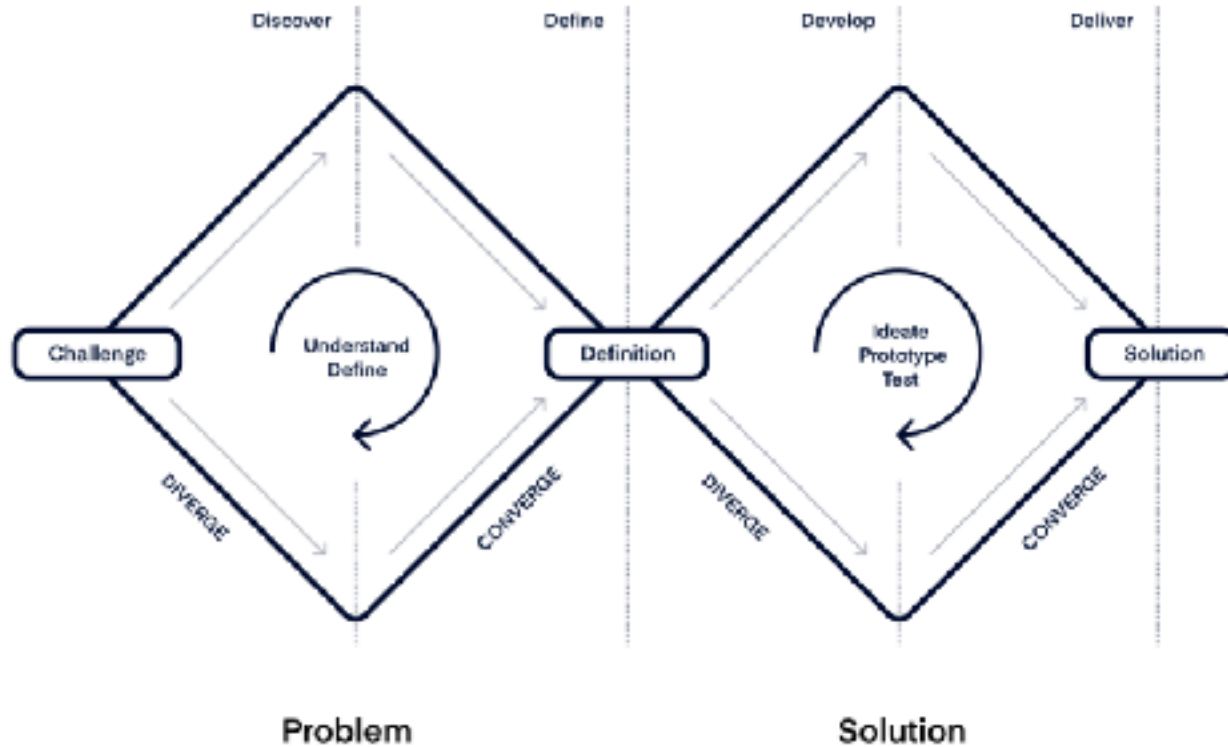 Discover
Define
Develop
Deliver
Challenge
Understand
Define
Definition
Ideate
Prototype
Test
Solution
DIVERGE
CONVERGE
DIVERGE
CONVERGE
Problem
Solution